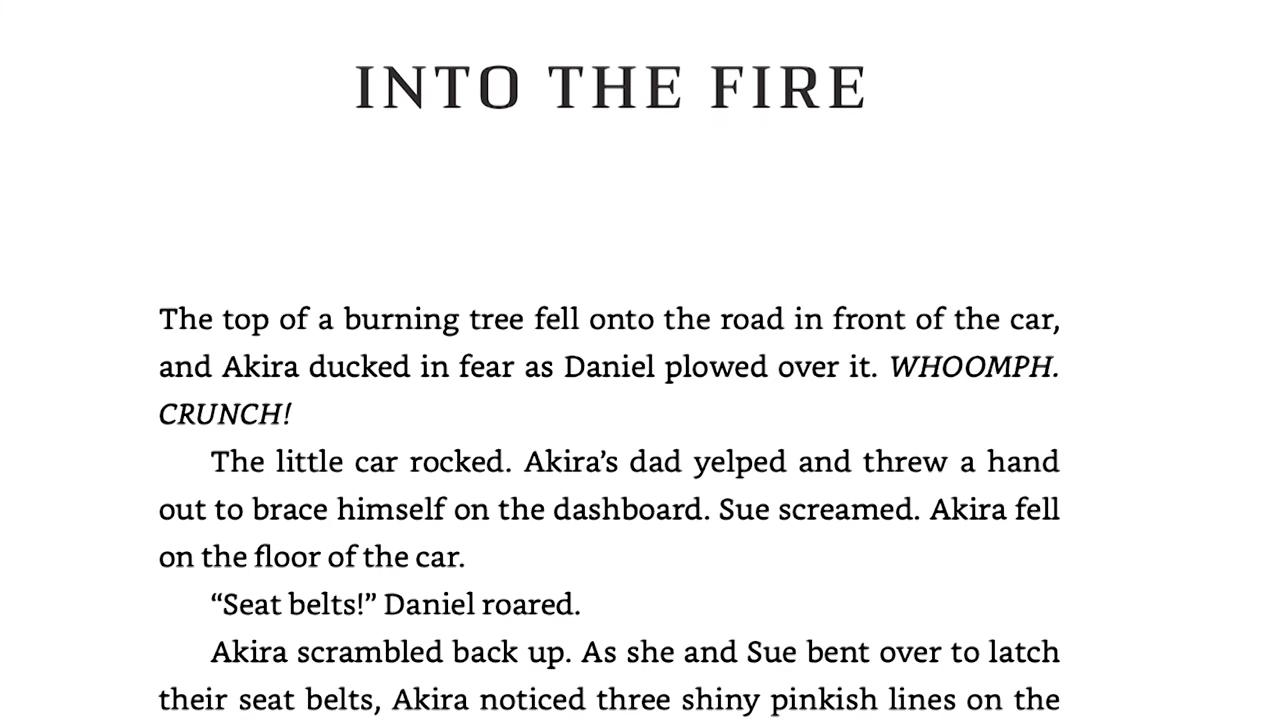 INTO THE FIRE
The top of a burning tree fell onto the road in front of the car,
and Akira ducked in fear as Daniel plowed over it. WHOOMPH.
CRUNCH!
The little car rocked. Akira’s dad yelped and threw a hand
out to brace himself on the dashboard. Sue screamed. Akira fell
on the floor of the car.
“Seat belts!” Daniel roared.
Akira scrambled back up. As she and Sue bent over to latch
their seat belts, Akira noticed three shiny pinkish lines on the